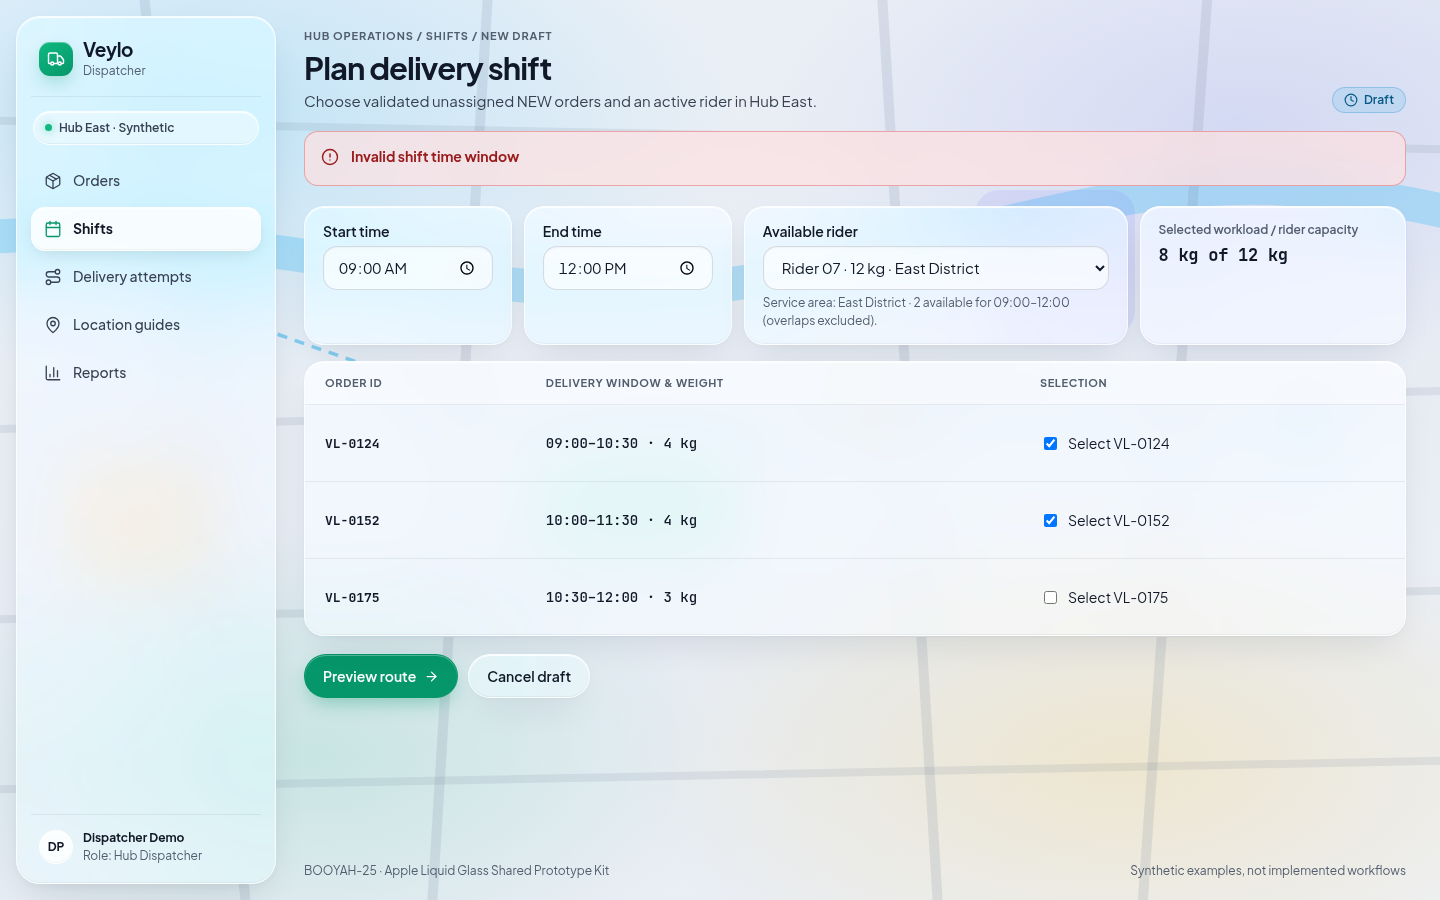 Veylo
Dispatcher
Hub East · Synthetic
Orders
Shifts
Delivery attempts
Location guides
Reports
DP
Dispatcher Demo
Role: Hub Dispatcher
HUB OPERATIONS / SHIFTS / NEW DRAFT
Plan delivery shift
Choose validated unassigned NEW orders and an active rider in Hub East.
Draft
Invalid shift time window
Start time
09:00 AM
End time
12:00 PM
Available rider
Rider 07 · 12 kg · East District
Service area: East District · 2 available for 09:00–12:00
(overlaps excluded).
Selected workload / rider capacity
8 kg of 12 kg
ORDER ID DELIVERY WINDOW & WEIGHT SELECTION
VL-0124 09:00–10:30 · 4 kg Select VL-0124
VL-0152 10:00–11:30 · 4 kg Select VL-0152
VL-0175 10:30–12:00 · 3 kg Select VL-0175
Preview route →
Cancel draft
BOOYAH-25 · Apple Liquid Glass Shared Prototype Kit
Synthetic examples, not implemented workflows